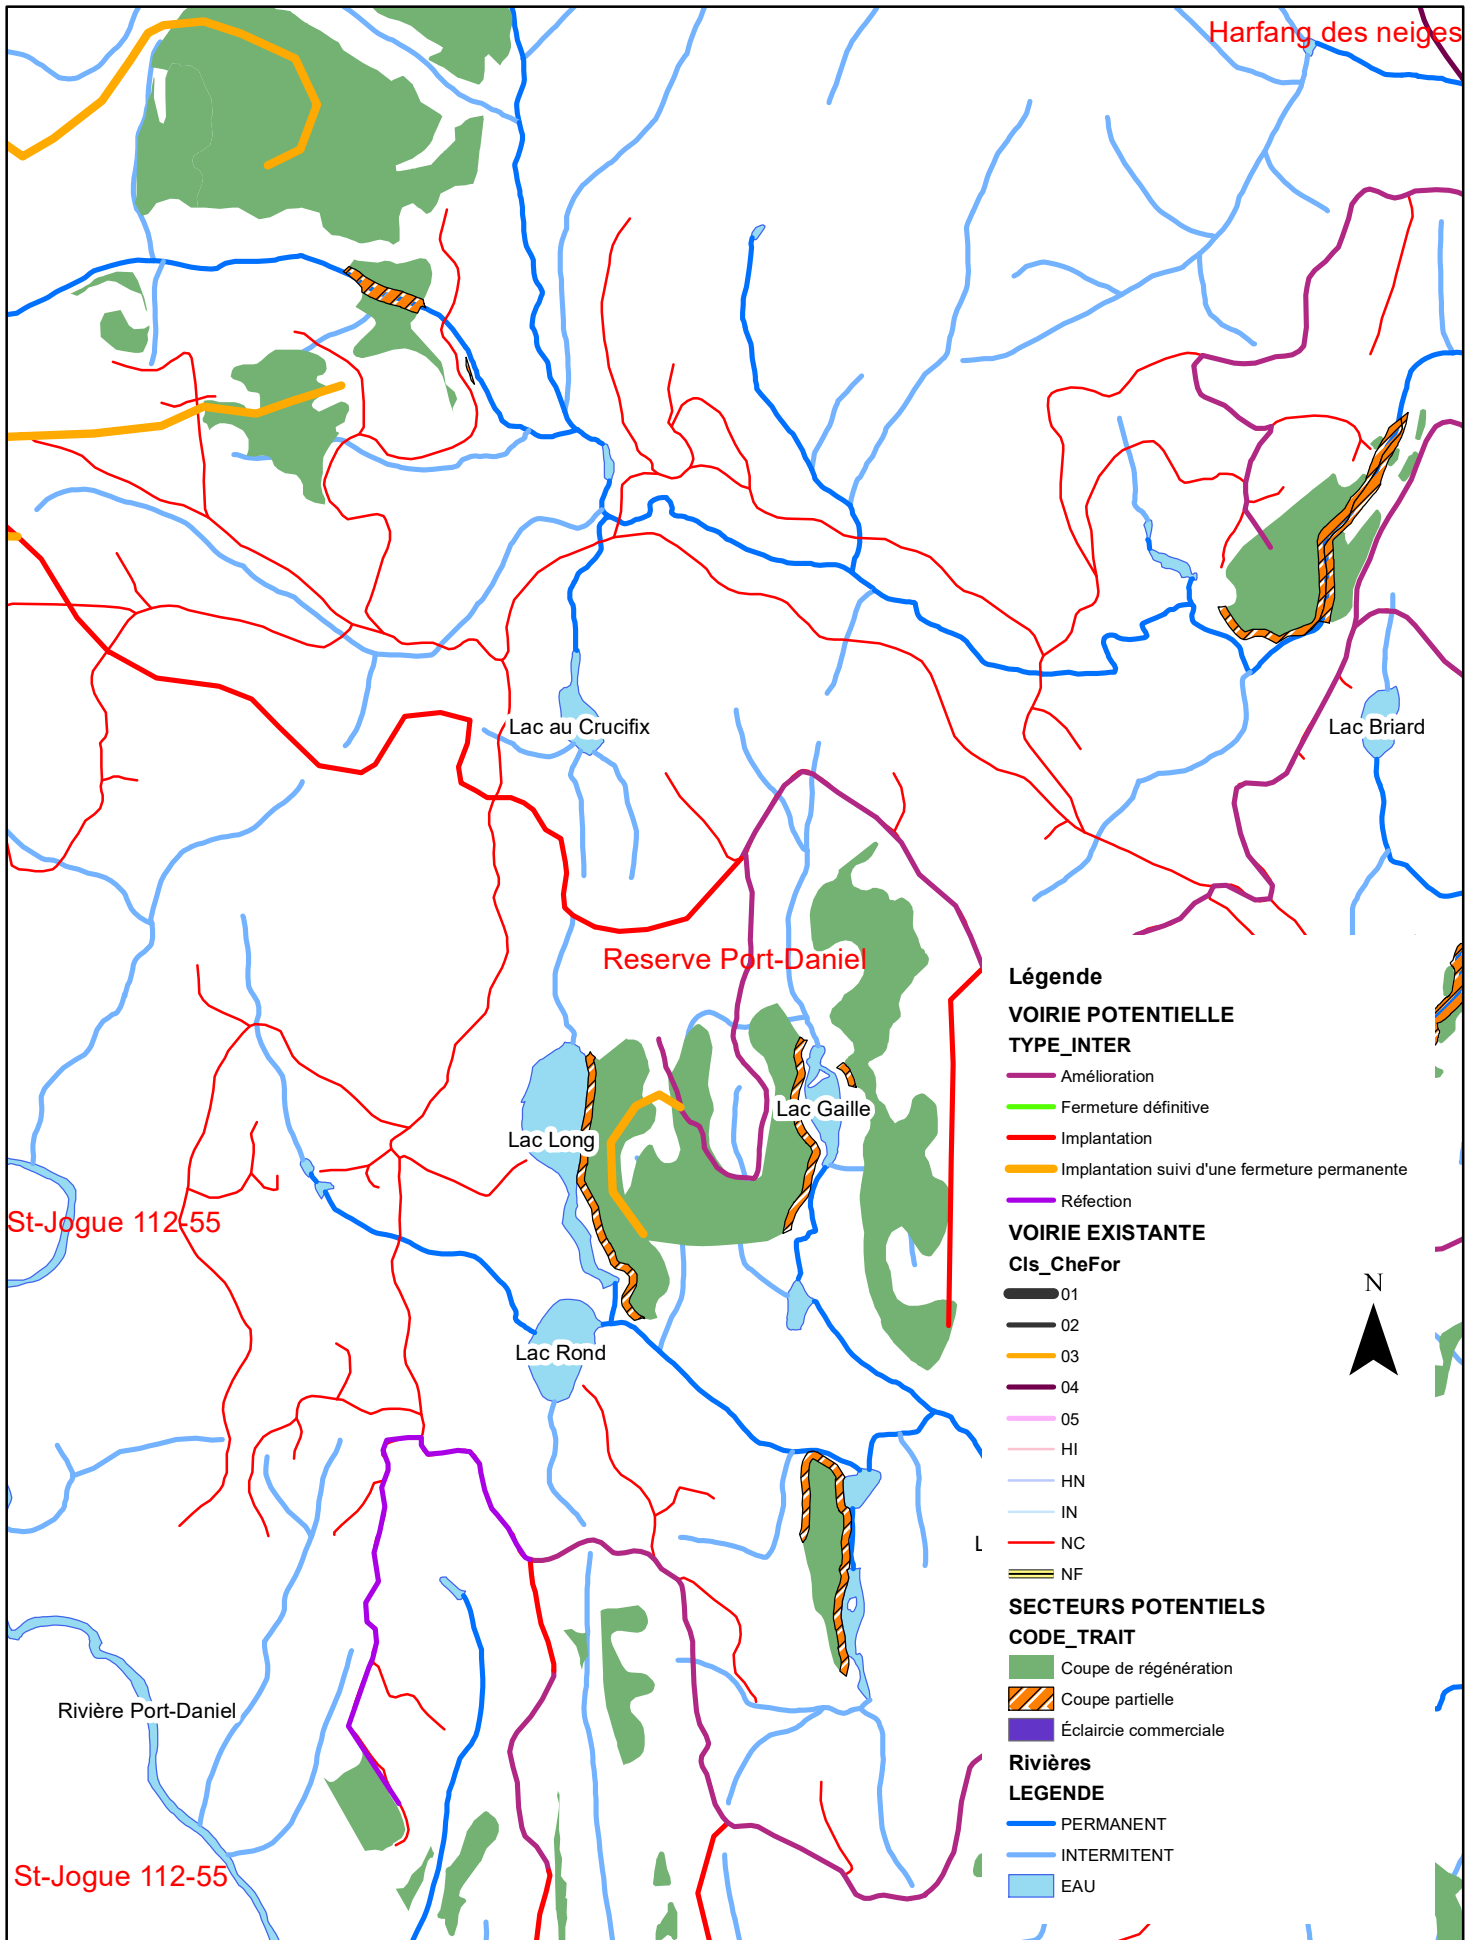 Harfang des neiges
Lac au Crucifix
Lac Briard
Reserve Port-Daniel
Lac Gaille
Lac Long
St-Jogue 112-55
Lac Rond
L
Rivière Port-Daniel
St-Jogue 112-55
Légende
VOIRIE POTENTIELLE
TYPE_INTER
Amélioration
Fermeture définitive
Implantation
Implantation suivi d'une fermeture permanente
Réfection
VOIRIE EXISTANTE
Cls_CheFor
01
02
03
04
05
HI
HN
IN
NC
NF
SECTEURS POTENTIELS
CODE_TRAIT
Coupe de régénération
Coupe partielle
Éclaircie commerciale
Rivières
LEGENDE
PERMANENT
INTERMITENT
EAU
N